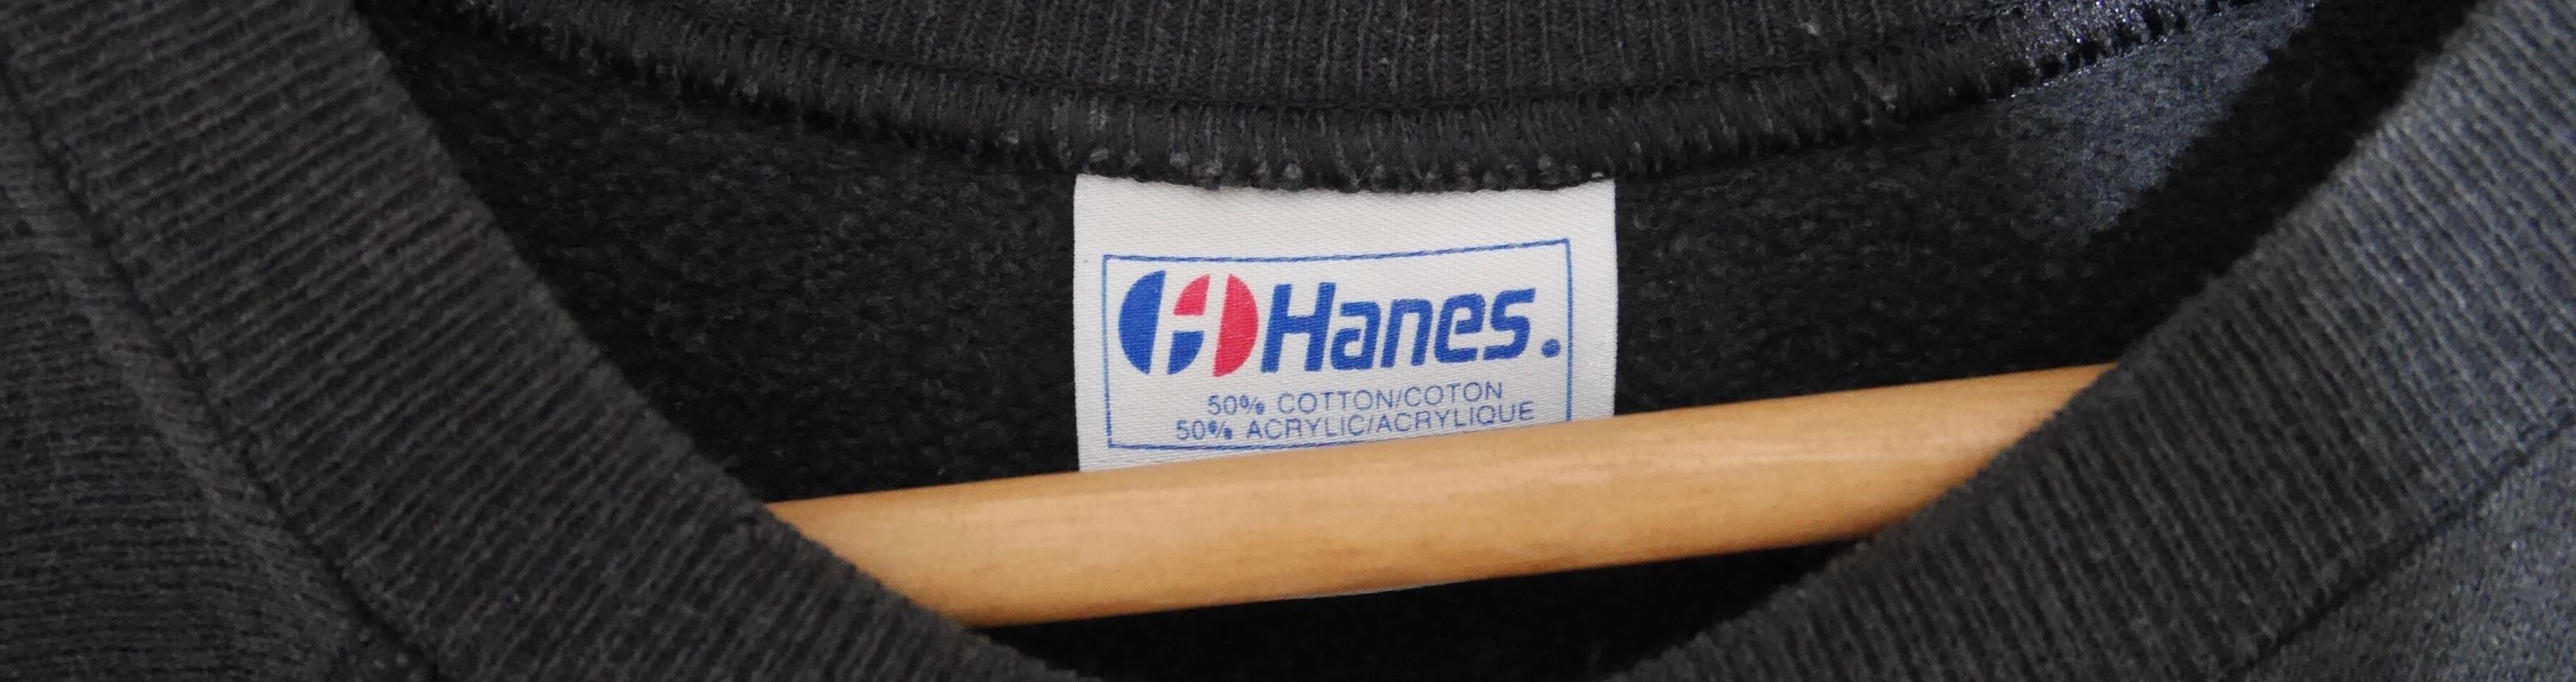 Hanes.
50% COTTON/COTON
50% ACRYLIC/ACRYLIQUE